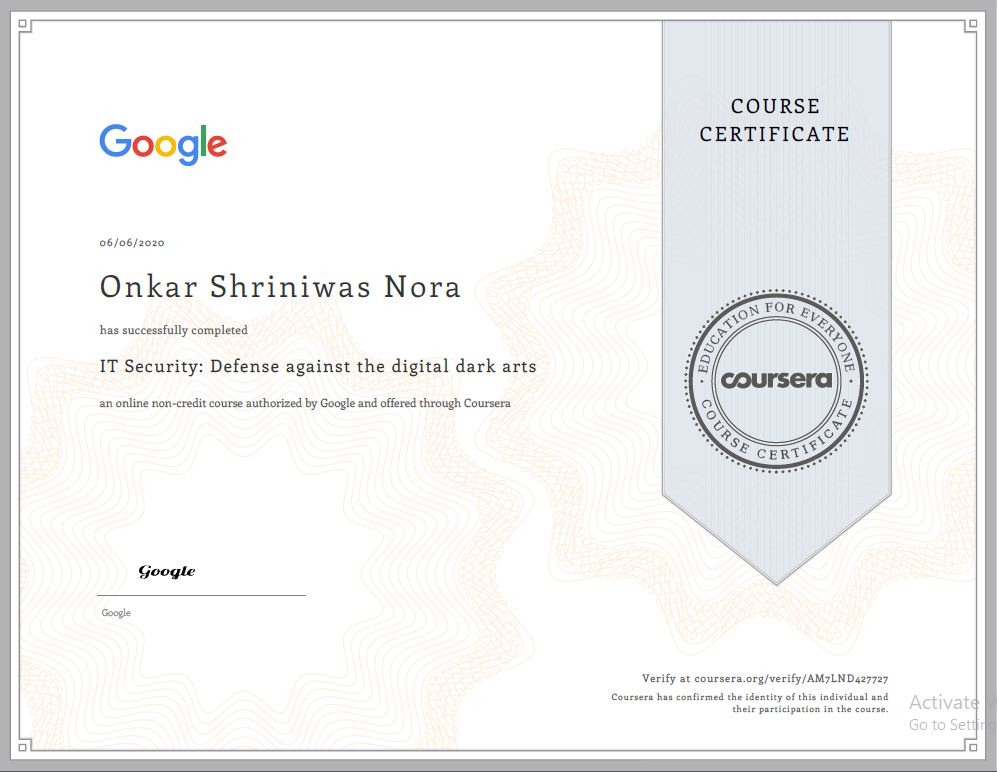 COURSE
CERTIFICATE
Google
06/06/2020
Onkar Shriniwas Nora
has successfully completed
IT Security: Defense against the digital dark arts
an online non-credit course authorized by Google and offered through Coursera
EDUCATION FOR EVERYONE
coursera
COURSE CERTIFICATE
Google
Google
Verify at coursera.org/verify/AM7LND427727
Coursera has confirmed the identity of this individual and
their participation in the course.
Activate W
Go to Settin